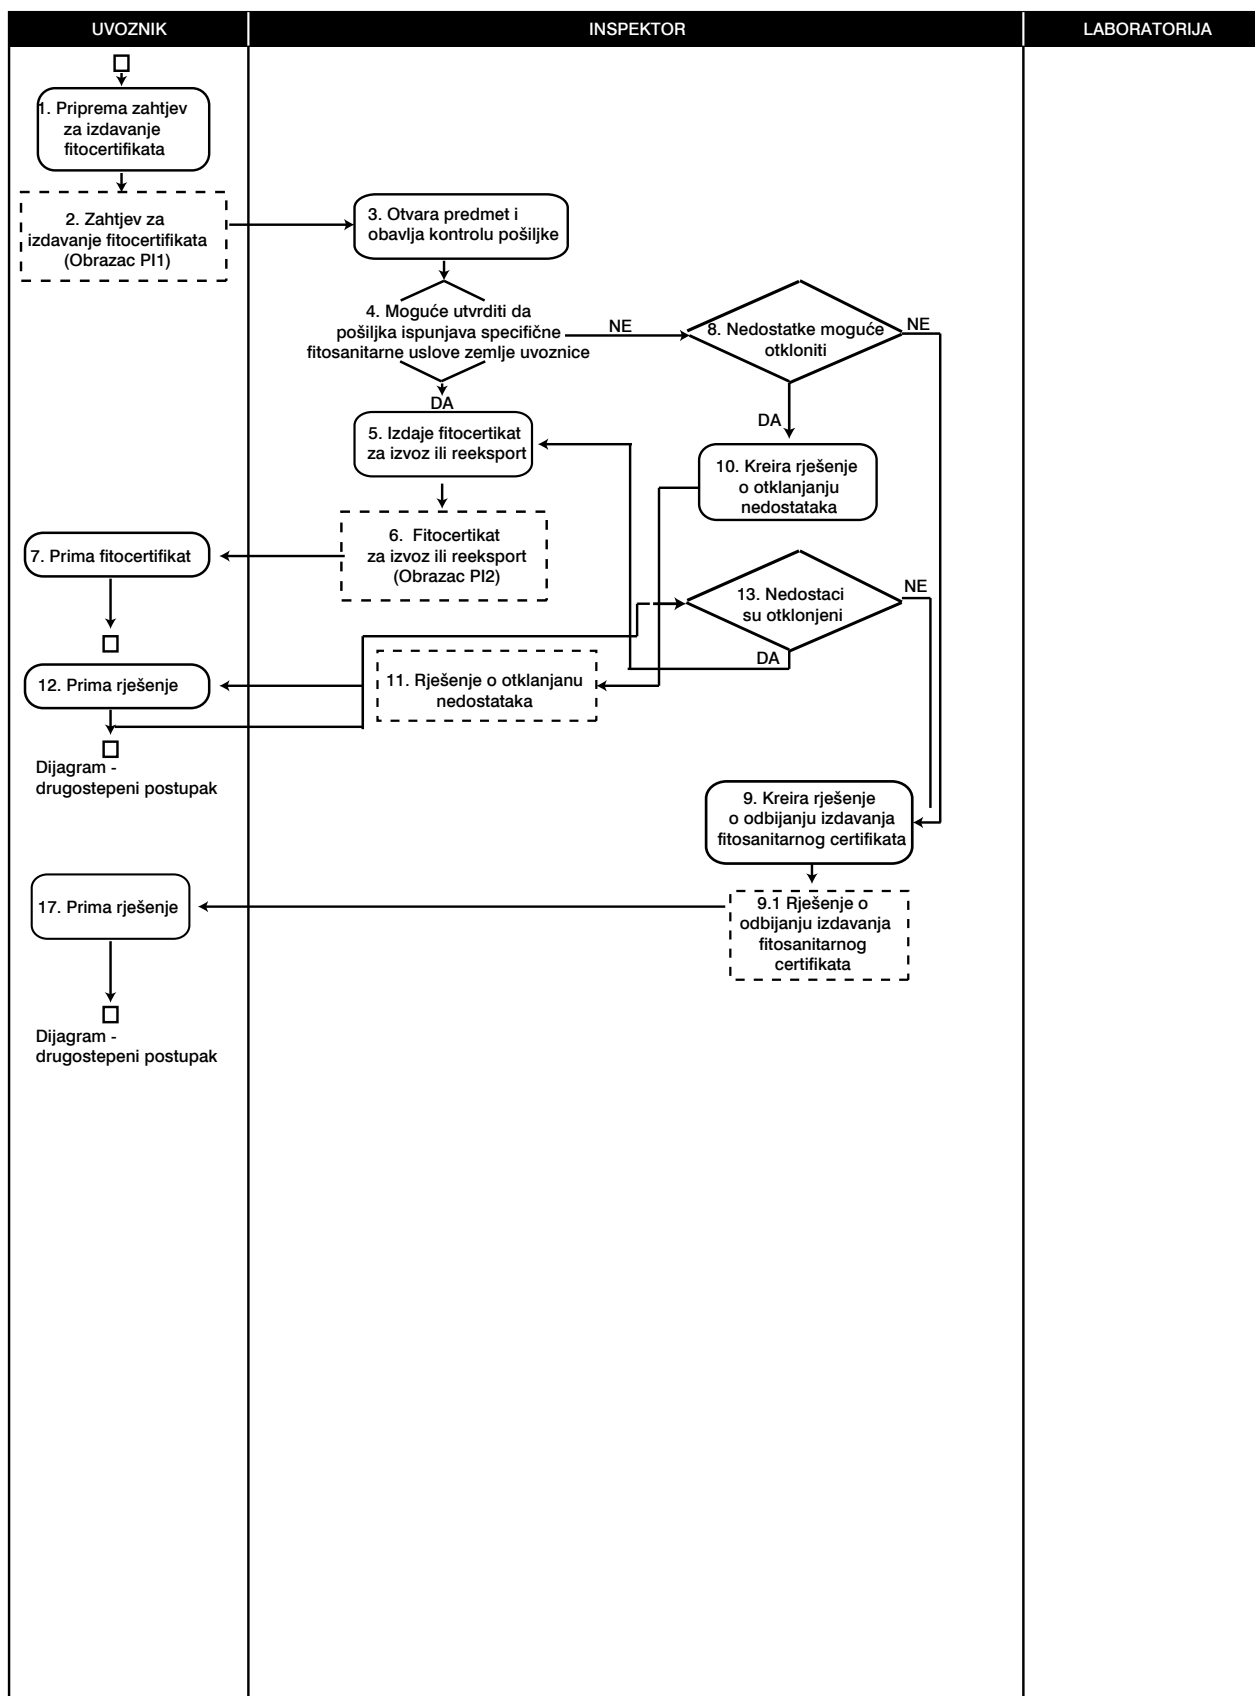 UVOZNIK
INSPEKTOR
LABORATORIJA
1. Priprema zahtjev
za izdavanje
fitocertifikata
2. Zahtjev za
izdavanje fitocertifikata
(Obrazac PI1)
3. Otvara predmet i
obavlja kontrolu pošiljke
4. Moguće utvrditi da
pošiljka ispunjava specifične
fitosanitarne uslove zemlje uvoznice
NE
8. Nedostatke moguće
otkloniti
NE
DA
DA
5. Izdaje fitocertikat
za izvoz ili reeksport
10. Kreira rješenje
o otklanjanju
nedostataka
6. Fitocertikat
za izvoz ili reeksport
(Obrazac PI2)
7. Prima fitocertifikat
13. Nedostaci
su otklonjeni
NE
DA
12. Prima rješenje
11. Rješenje o otklanjanu
nedostataka
Dijagram -
drugostepeni postupak
9. Kreira rješenje
o odbijanju izdavanja
fitosanitarnog certifikata
17. Prima rješenje
9.1 Rješenje o
odbijanju izdavanja
fitosanitarnog
certifikata
Dijagram -
drugostepeni postupak